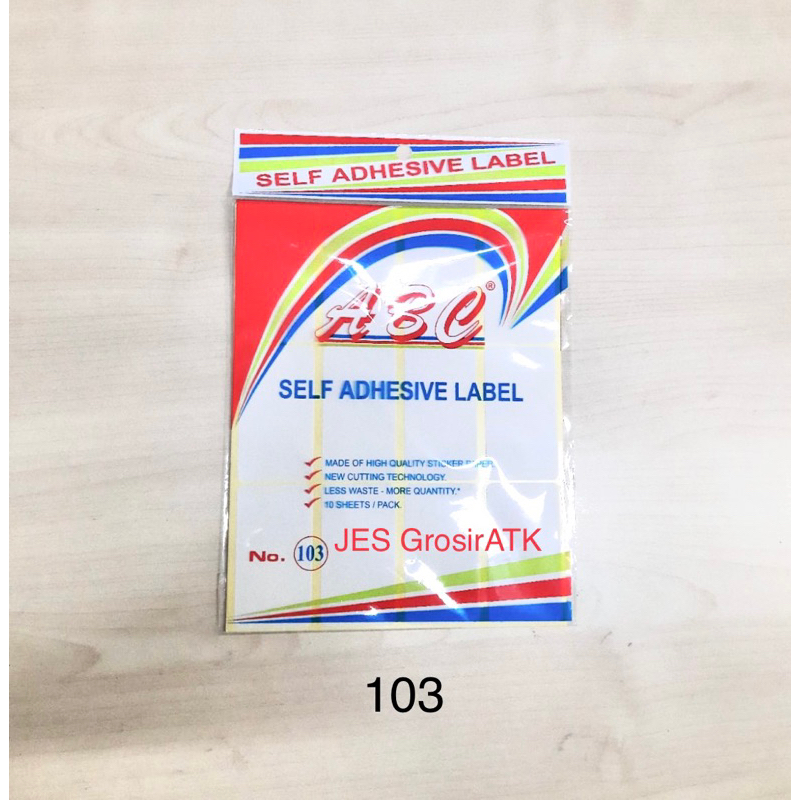 SELF ADHESIVE LABEL
ABC®
SELF ADHESIVE LABEL
MADE OF HIGH QUALITY STICKER PAPER.
NEW CUTTING TECHNOLOGY.
LESS WASTE - MORE QUANTITY.*
10 SHEETS / PACK.
No. 103
JES GrosirATK
103